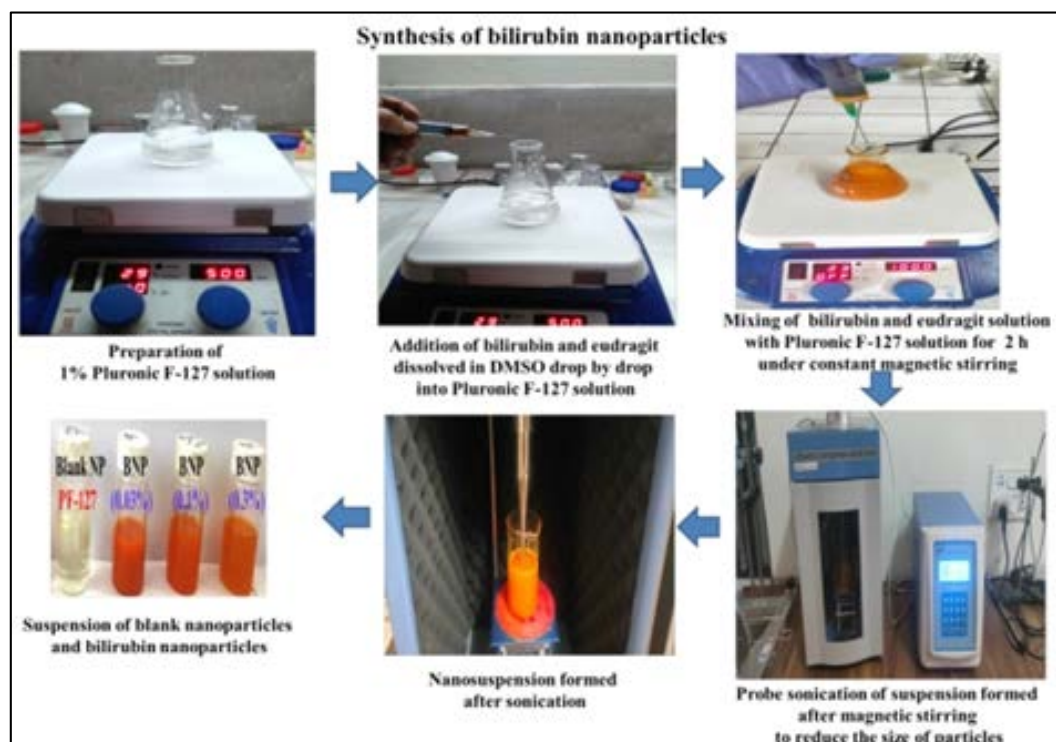 Synthesis of bilirubin nanoparticles
29
500
Preparation of
1% Pluronic F-127 solution
29
500
Addition of bilirubin and eudragit
dissolved in DMSO drop by drop
into Pluronic F-127 solution
OFF
1000
Mixing of bilirubin and eudragit solution
with Pluronic F-127 solution for 2 h
under constant magnetic stirring
Probe sonication of suspension formed
after magnetic stirring
to reduce the size of particles
Nanosuspension formed
after sonication
Blank NP BNP BNP BNP
PF-127 (0.03%) (0.1%) (0.3%)
Suspension of blank nanoparticles
and bilirubin nanoparticles